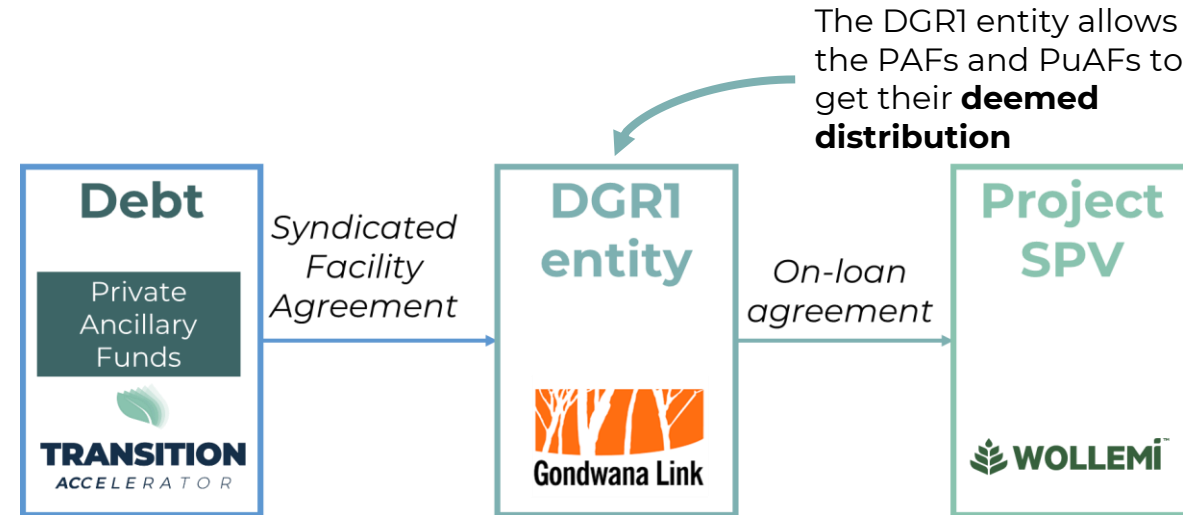 The DGR1 entity allows
the PAFs and PuAFs to
get their deemed
distribution
Debt
Private
Ancillary
Funds
TRANSITION
ACCELERATOR
Syndicated
Facility
Agreement
DGR1
entity
Gondwana Link
On-loan
agreement
Project
SPV
WOLLEMI™